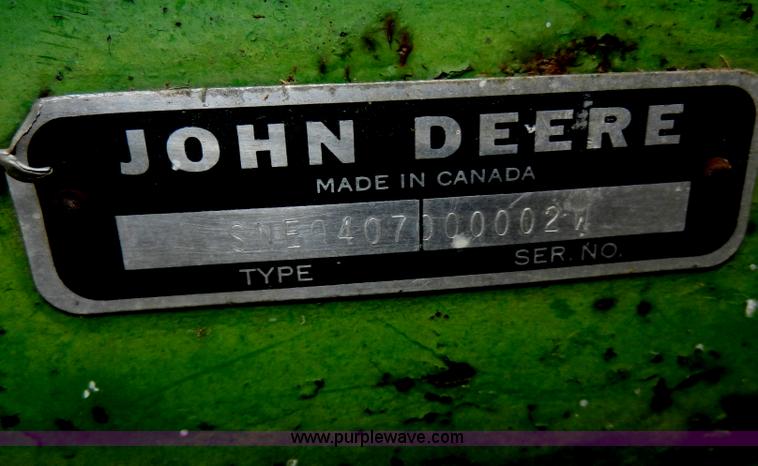 JOHN DEERE
MADE IN CANADA
TYPE SER. NO.
www.purplewave.com